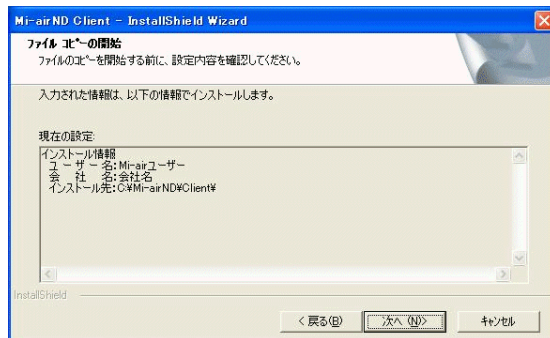 Mi-airND Client - InstallShield Wizard
ファイル コピーの開始
ファイルのコピーを開始する前に、設定内容を確認してください。
入力された情報は、以下の情報でインストールします。
現在の設定:
インストール情報
ユ ー ザ ー 名:Mi-airユーザー
会 社 名:会社名
インストール先:C:¥Mi-airND¥Client¥
InstallShield
< 戻る(B)
次へ (N)>
キャンセル